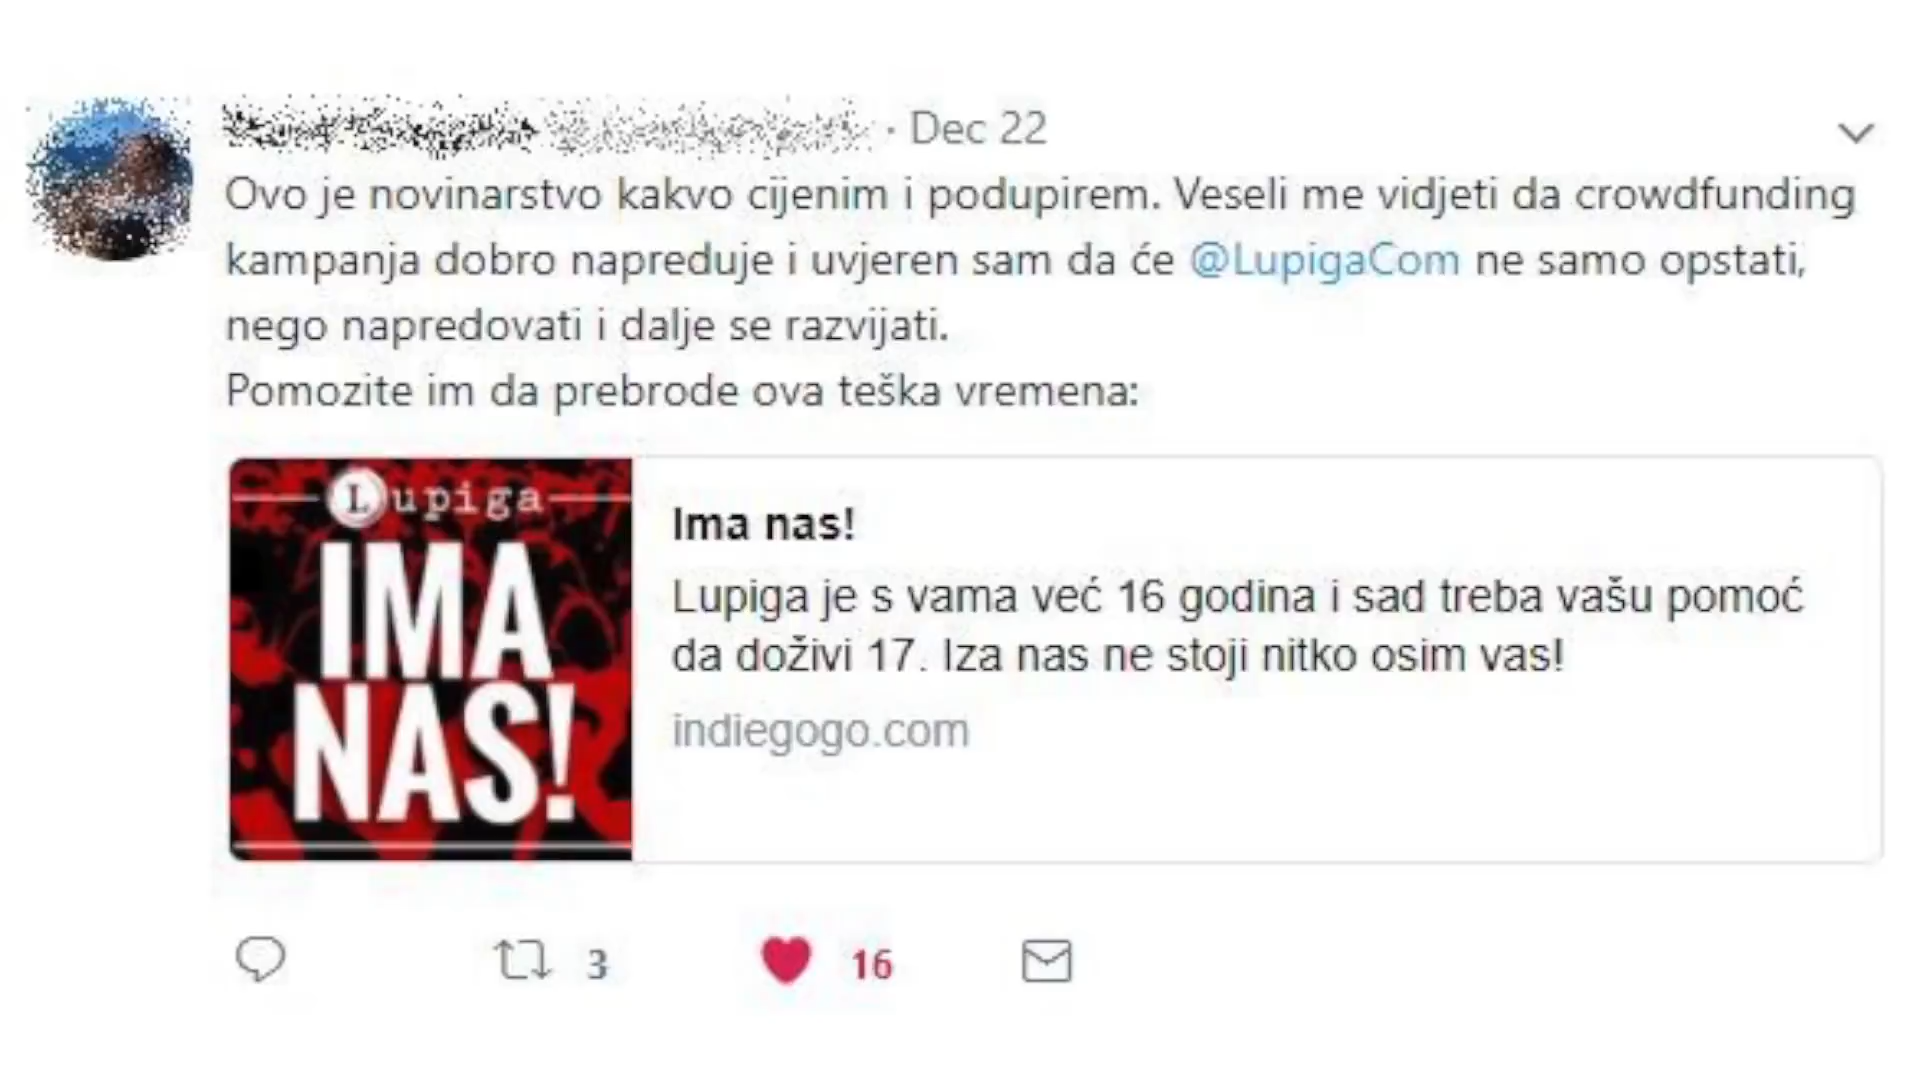 · Dec 22
Ovo je novinarstvo kakvo cijenim i podupirem. Veseli me vidjeti da crowdfunding
kampanja dobro napreduje i uvjeren sam da će @LupigaCom ne samo opstati,
nego napredovati i dalje se razvijati.
Pomozite im da prebrode ova teška vremena:
Lupiga
IMA
NAS!
Ima nas!
Lupiga je s vama već 16 godina i sad treba vašu pomoć
da doživi 17. Iza nas ne stoji nitko osim vas!
indiegogo.com
3
16